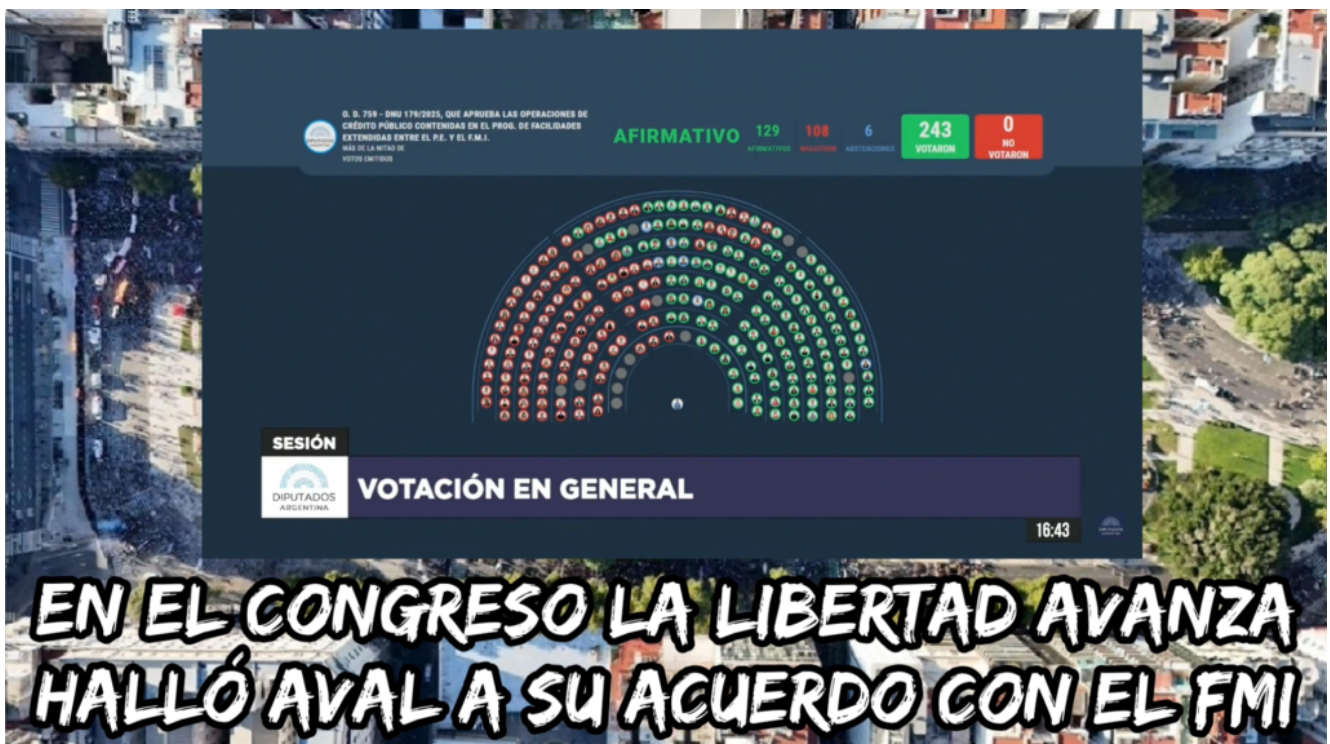 O. D. 759 - DNU 179/2025, QUE APRUEBA LAS OPERACIONES DE
CRÉDITO PÚBLICO CONTENIDAS EN EL PROG. DE FACILIDADES
EXTENDIDAS ENTRE EL P.E. Y EL F.M.I.
MÁS DE LA MITAD DE
VOTOS EMITIDOS
AFIRMATIVO
129
AFIRMATIVOS
108
NEGATIVOS
6
ABSTENCIONES
243
VOTARON
0
NO
VOTARON
SESIÓN
DIPUTADOS
ARGENTINA
VOTACIÓN EN GENERAL
16:43
EN EL CONGRESO LA LIBERTAD AVANZA
HALLÓ AVAL A SU ACUERDO CON EL FMI